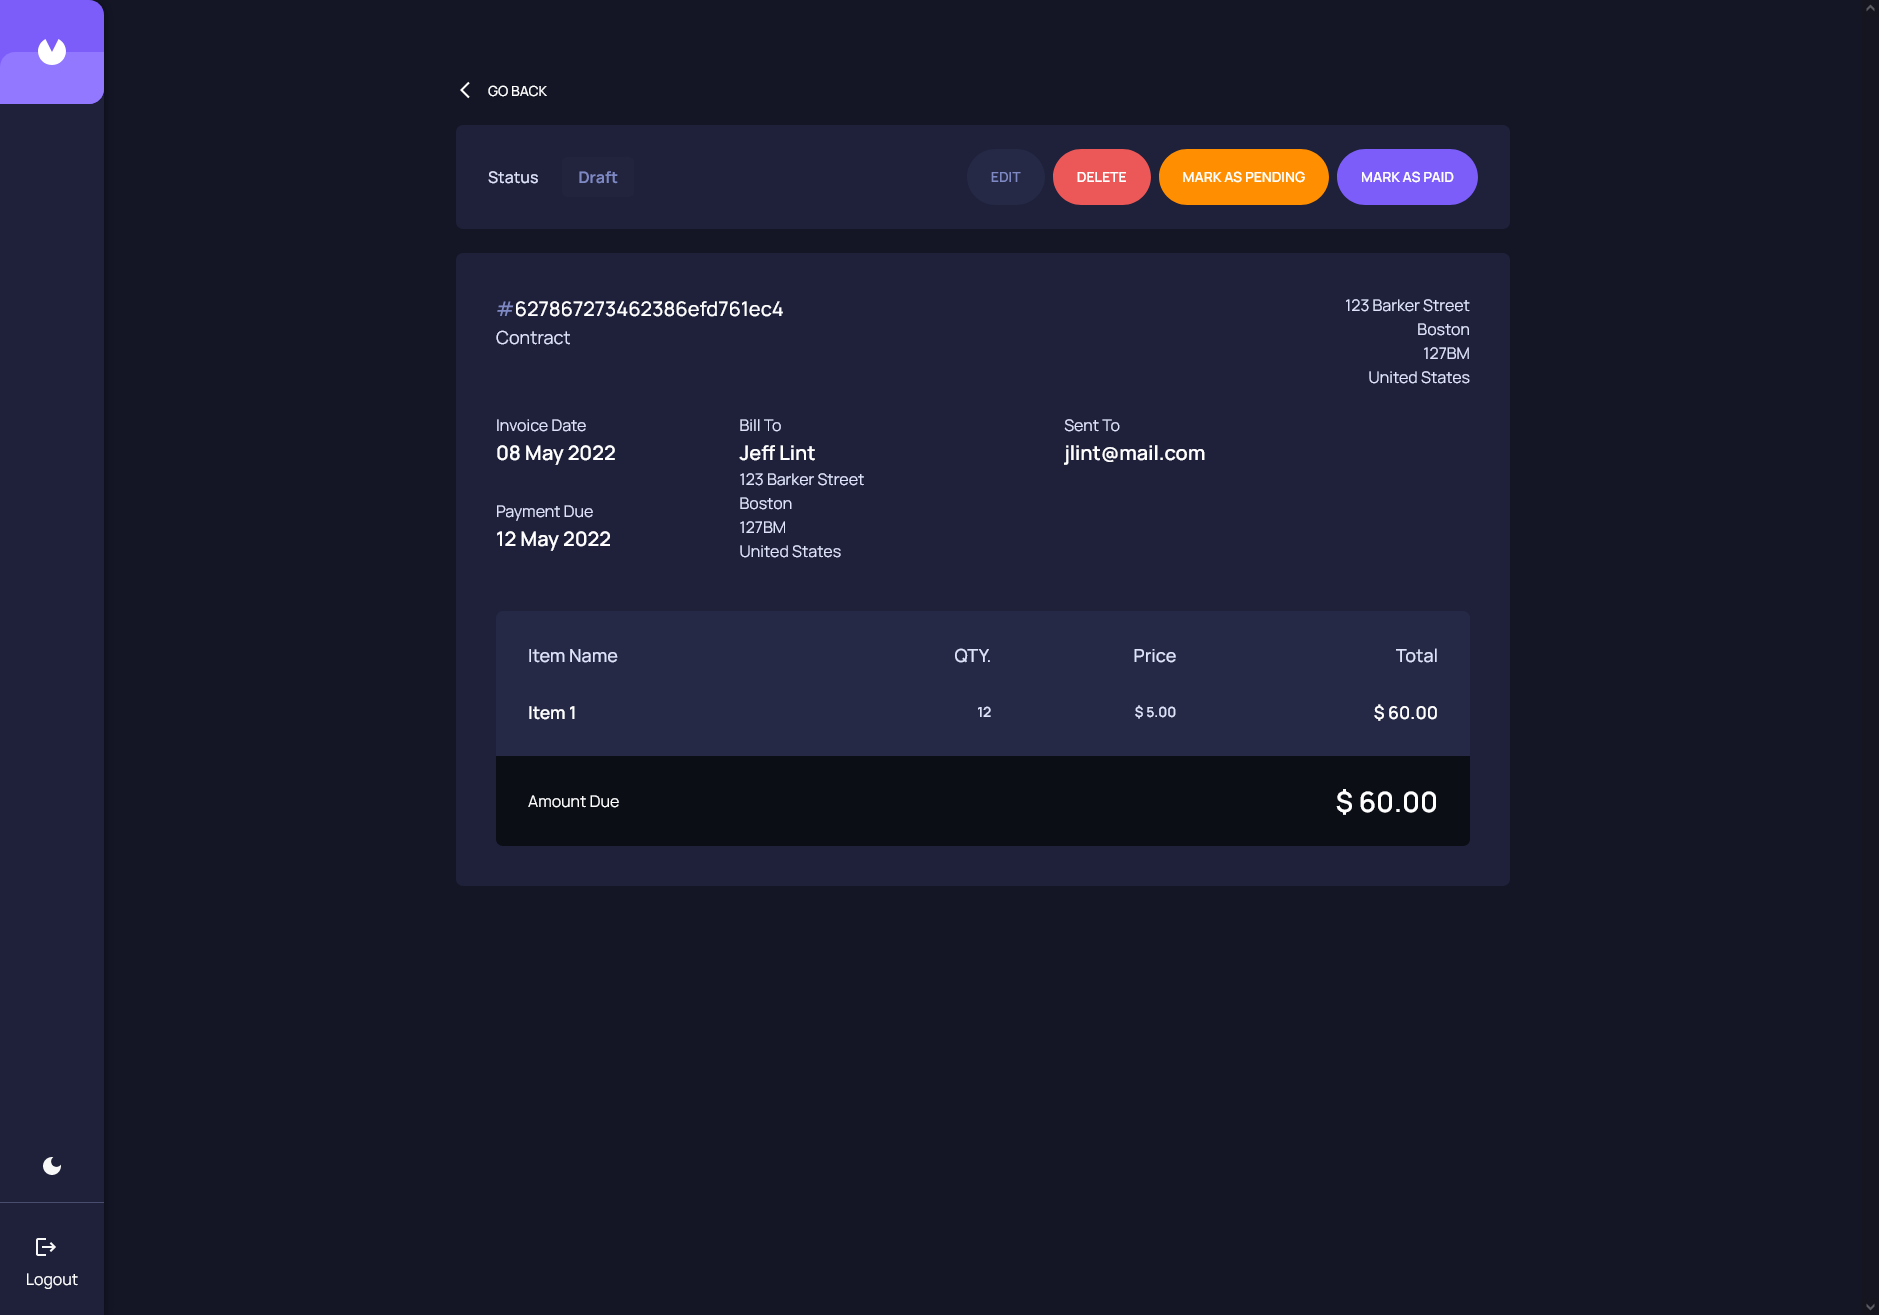 GO BACK
Status Draft EDIT DELETE MARK AS PENDING MARK AS PAID
#627867273462386efd761ec4
Contract
123 Barker Street
Boston
127BM
United States
Invoice Date
08 May 2022
Payment Due
12 May 2022
Bill To
Jeff Lint
123 Barker Street
Boston
127BM
United States
Sent To
jlint@mail.com
Item Name QTY. Price Total
Item 1 12 $ 5.00 $ 60.00
Amount Due $ 60.00
Logout